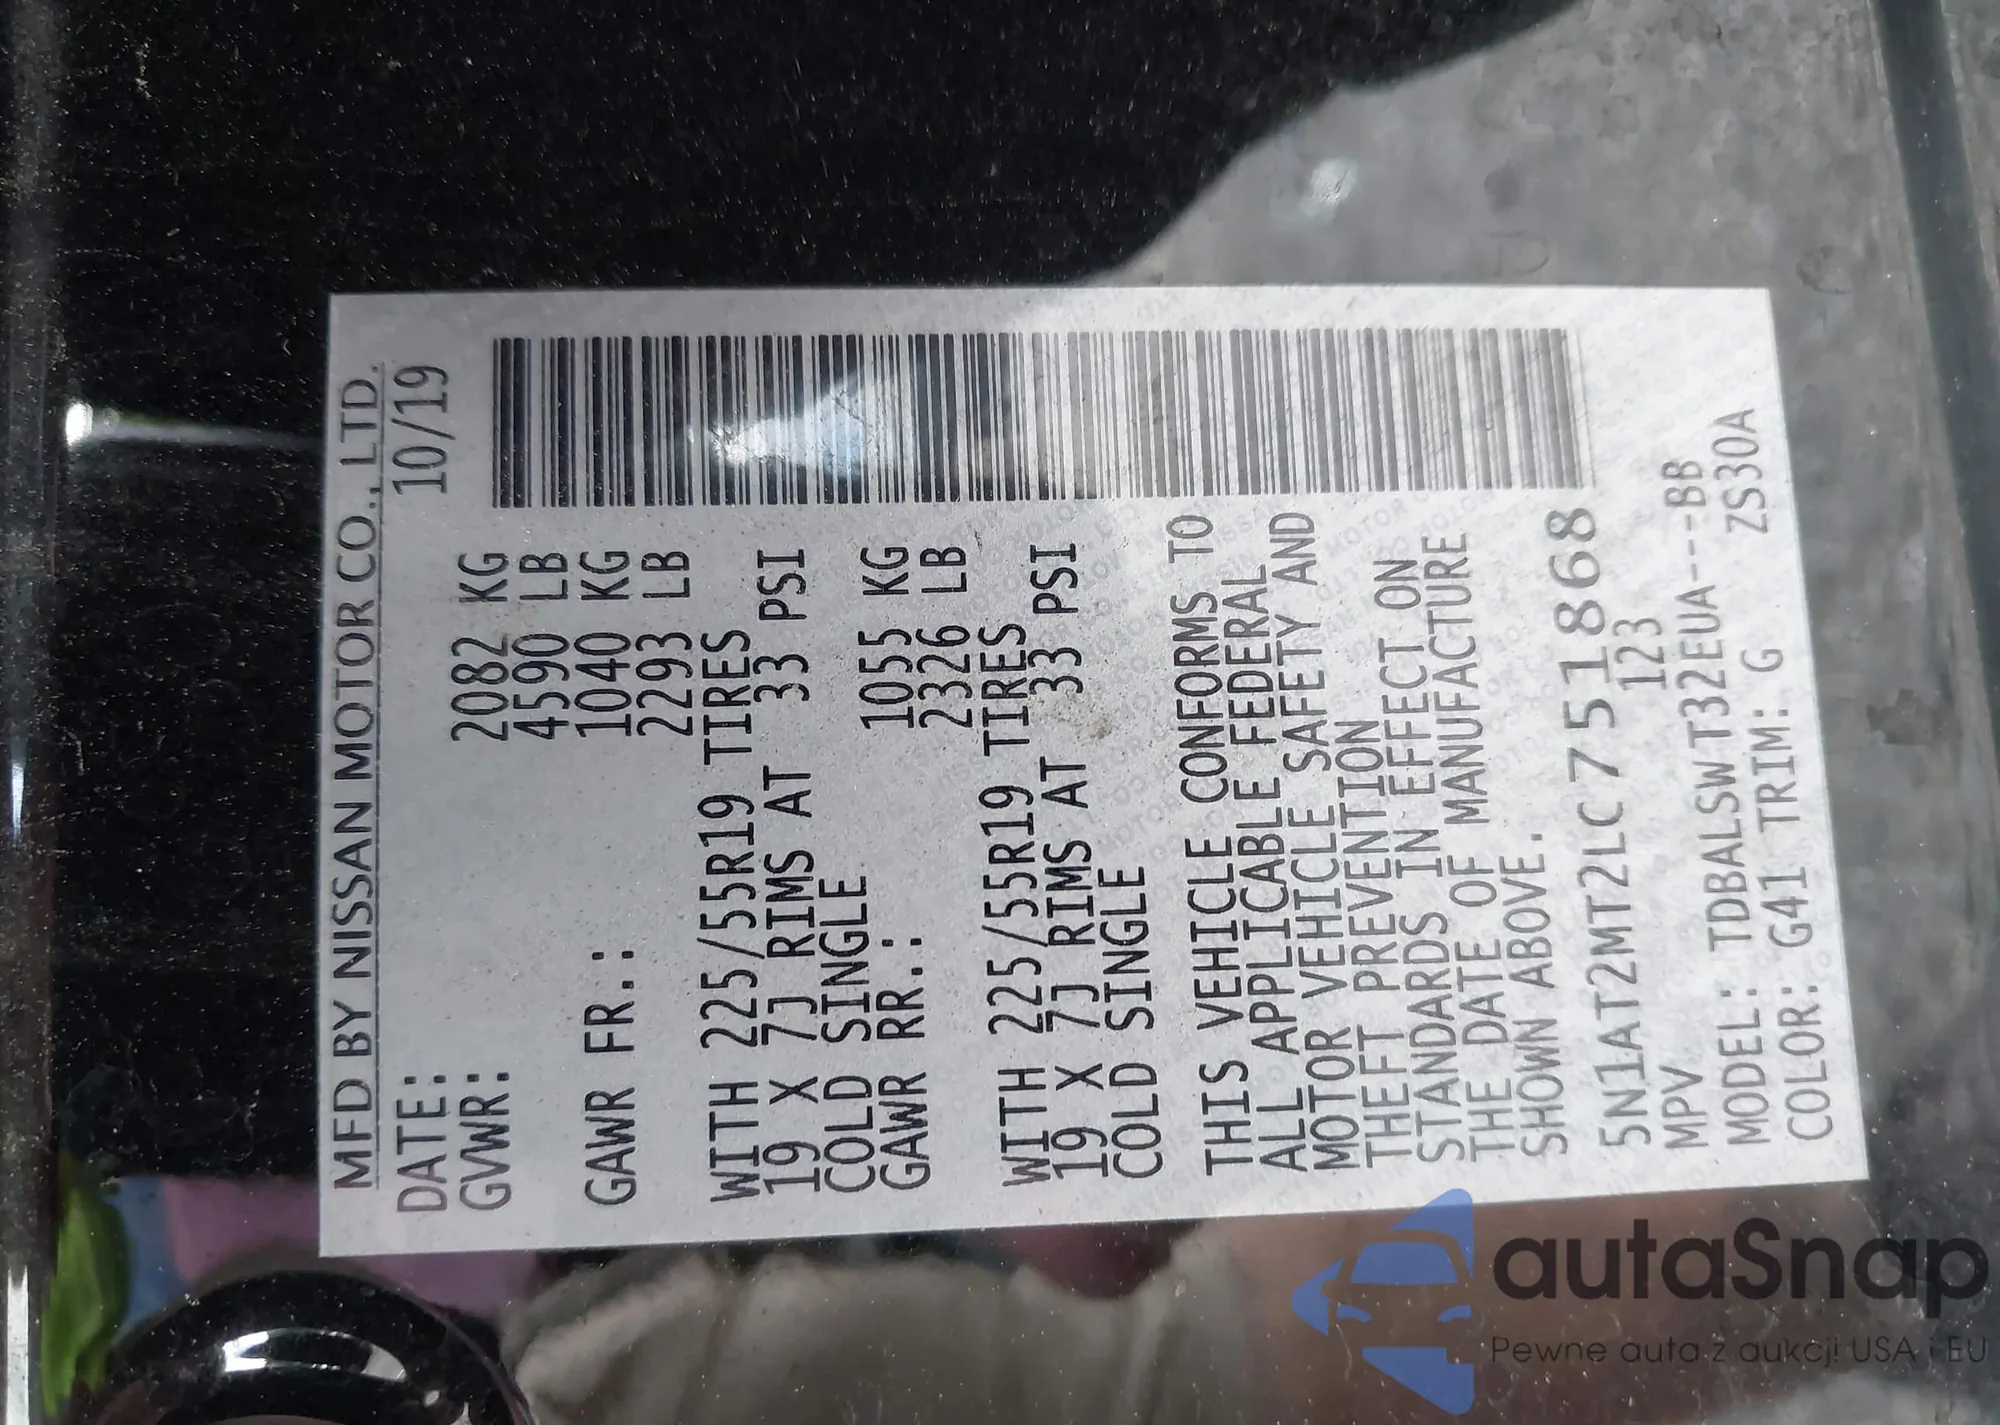 MFD BY NISSAN MOTOR CO., LTD.
DATE: 10/19
GVWR: 2082 KG
4590 LB
GAWR FR.: 1040 KG
2293 LB
WITH 225/55R19 TIRES
19 X 7J RIMS AT 33 PSI
COLD SINGLE
GAWR RR.: 1055 KG
2326 LB
WITH 225/55R19 TIRES
19 X 7J RIMS AT 33 PSI
COLD SINGLE
THIS VEHICLE CONFORMS TO
ALL APPLICABLE FEDERAL
MOTOR VEHICLE SAFETY AND
THEFT PREVENTION
STANDARDS IN EFFECT ON
THE DATE OF MANUFACTURE
SHOWN ABOVE.
5N1AT2MT2LC751868
MPV 123
MODEL: TDBALSWT32EUA---BB
COLOR: G41 TRIM: G ZS30A
autaSnap
Pewne auta z aukcji USA i EU